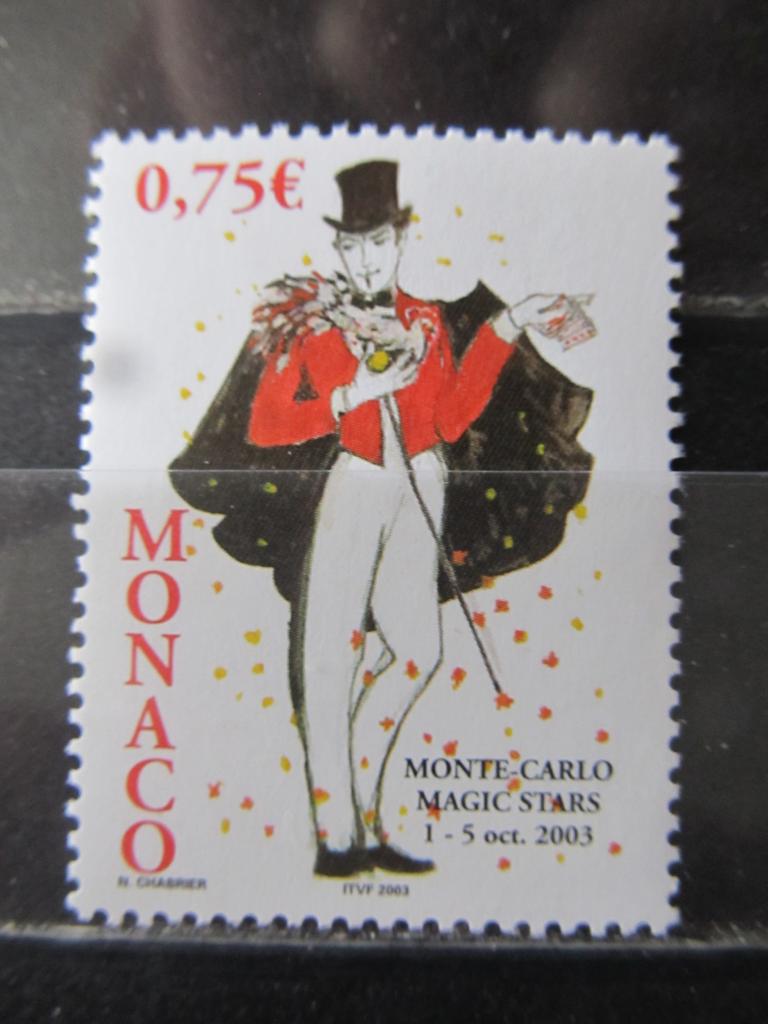 0,75€
MONACO
MONTE-CARLO
MAGIC STARS
1 - 5 oct. 2003
N. CHABRIER
ITVF 2003